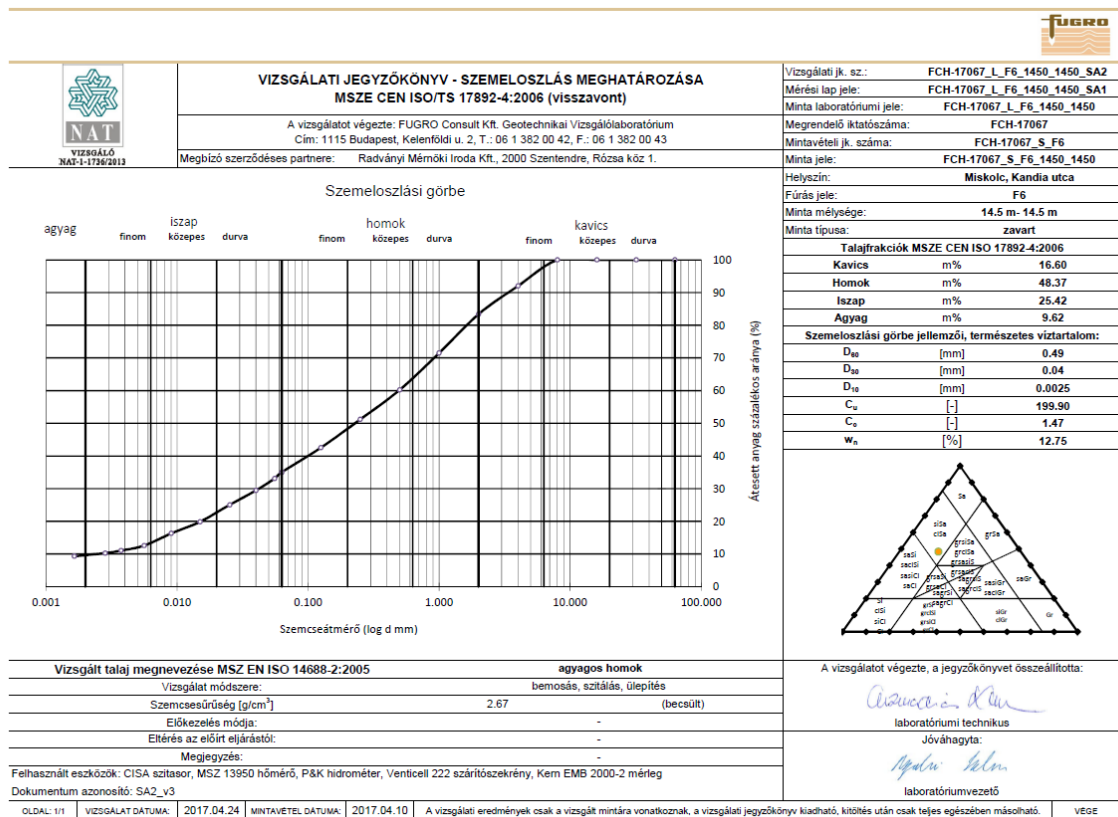 FUGRO
NAT
VIZSGÁLÓ
NAT-1-1736/2013
VIZSGÁLATI JEGYZŐKÖNYV - SZEMELOSZLÁS MEGHATÁROZÁSA
MSZE CEN ISO/TS 17892-4:2006 (visszavont)
A vizsgálatot végezte: FUGRO Consult Kft. Geotechnikai Vizsgálólaboratórium
Cím: 1115 Budapest, Kelenföldi u. 2, T.: 06 1 382 00 42, F.: 06 1 382 00 43
Megbízó szerződéses partnere: Radványi Mérnöki Iroda Kft., 2000 Szentendre, Rózsa köz 1.
Vizsgálati jk. sz.: FCH-17067_L_F6_1450_1450_SA2
Mérési lap jele: FCH-17067_L_F6_1450_1450_SA1
Minta laboratóriumi jele: FCH-17067_L_F6_1450_1450
Megrendelő iktatószáma: FCH-17067
Mintavételi jk. száma: FCH-17067_S_F6
Minta jele: FCH-17067_S_F6_1450_1450
Helyszín: Miskolc, Kandia utca
Fúrás jele: F6
Minta mélysége: 14.5 m- 14.5 m
Minta típusa: zavart
Talajfrakciók MSZE CEN ISO 17892-4:2006
Kavics m% 16.60
Homok m% 48.37
Iszap m% 25.42
Agyag m% 9.62
Szemeloszlási görbe jellemzői, természetes víztartalom:
D60 [mm] 0.49
D30 [mm] 0.04
D10 [mm] 0.0025
Cu [-] 199.90
Cc [-] 1.47
wn [%] 12.75
Szemeloszlási görbe
agyag iszap homok kavics
finom közepes durva finom közepes durva finom közepes durva
100
90
80
70
60
50
40
30
20
10
0
Átesett anyag százalékos aránya (%)
0.001 0.010 0.100 1.000 10.000 100.000
Szemcseátmérő (log d mm)
Sa
siSa
clSa
grSa
grsiSa
grclSa
saSi
saclSi
sasiCl
saCl
sasiGr
saclGr
saGr
Si
clSi
siCl
grclSi
grsiCl
siGr
clGr
Gr
Vizsgált talaj megnevezése MSZ EN ISO 14688-2:2005 agyagos homok
Vizsgálat módszere: bemosás, szitálás, ülepítés
Szemcsesűrűség [g/cm³] 2.67 (becsült)
Előkezelés módja: -
Eltérés az előírt eljárástól: -
Megjegyzés: -
Felhasznált eszközök: CISA szitasor, MSZ 13950 hőmérő, P&K hidrométer, Venticell 222 szárítószekrény, Kern EMB 2000-2 mérleg
Dokumentum azonosító: SA2_v3
A vizsgálatot végezte, a jegyzőkönyvet összeállította:
laboratóriumi technikus
Jóváhagyta:
laboratóriumvezető
OLDAL: 1/1 VIZSGÁLAT DÁTUMA: 2017.04.24 MINTAVÉTEL DÁTUMA: 2017.04.10 A vizsgálati eredmények csak a vizsgált mintára vonatkoznak, a vizsgálati jegyzőkönyv kiadható, kitöltés után csak teljes egészében másolható. VÉGE